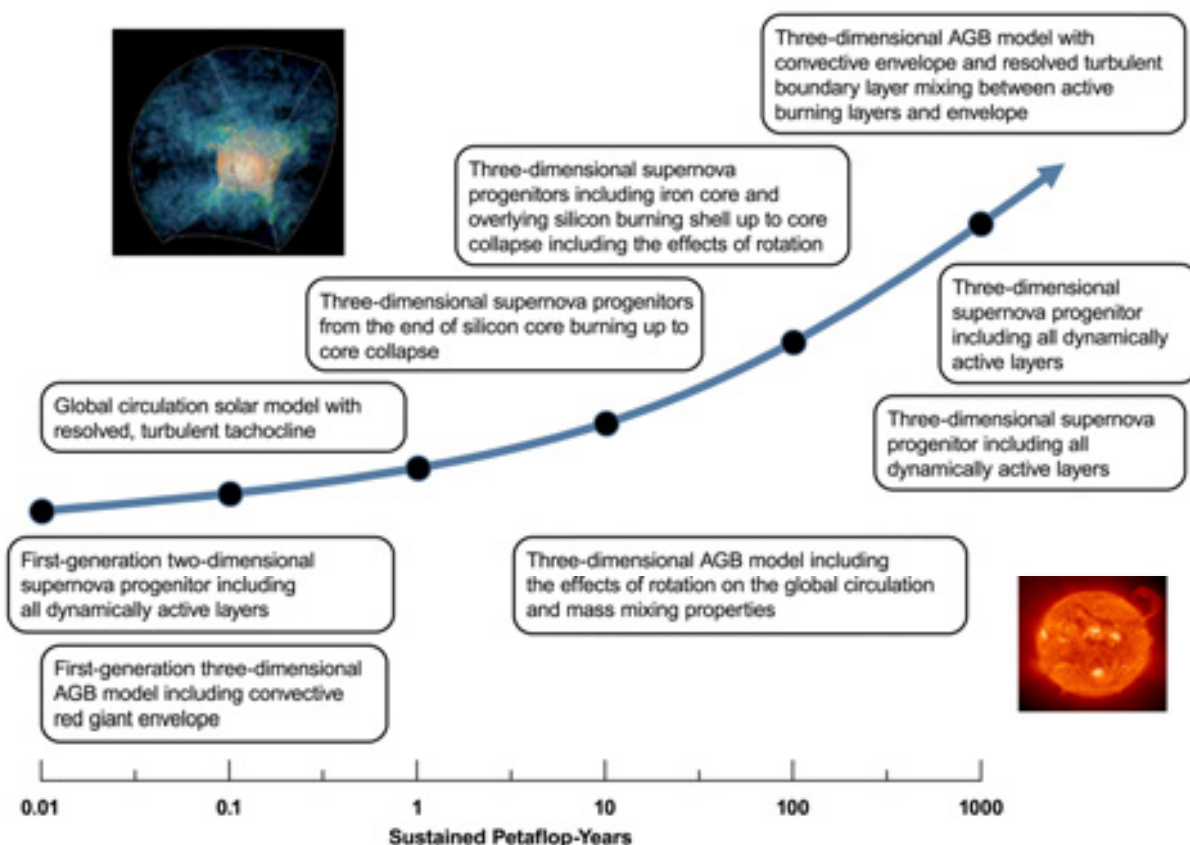 Three-dimensional AGB model with
convective envelope and resolved turbulent
boundary layer mixing between active
burning layers and envelope
Three-dimensional supernova
progenitors including iron core and
overlying silicon burning shell up to core
collapse including the effects of rotation
Three-dimensional supernova progenitors
from the end of silicon core burning up to
core collapse
Three-dimensional
supernova progenitor
including all dynamically
active layers
Global circulation solar model with
resolved, turbulent tachocline
Three-dimensional supernova
progenitor including all
dynamically active layers
First-generation two-dimensional
supernova progenitor including
all dynamically active layers
Three-dimensional AGB model including
the effects of rotation on the global circulation
and mass mixing properties
First-generation three-dimensional
AGB model including convective
red giant envelope
0.01 0.1 1 10 100 1000
Sustained Petaflop-Years